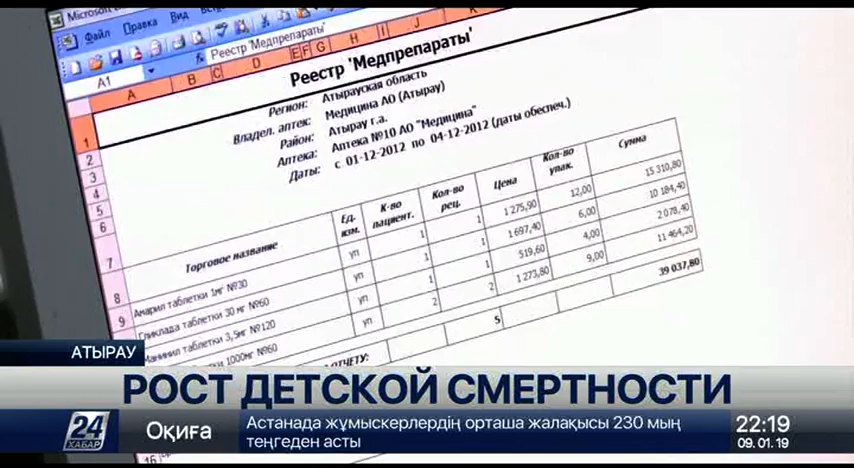 Файл Правка Вид
A1
Реестр 'Медпрепараты'
A B C D E F G H I J
1
Реестр 'Медпрепараты'
2
Регион: Атырауская область
3
Владел. аптек: Медицина АО (Атырау)
4
Район: Атырау г.а.
5
Аптека: Аптека №10 АО "Медицина"
6
Даты: с 01-12-2012 по 04-12-2012 (даты обеспеч.)
7
Торговое название Ед. изм. К-во пациент. Кол-во рец. Цена Кол-во упак. Сумма
8 Амарил таблетки 1мг №30 уп 1 1 1 275,90 12,00 15 310,80
9 Гликлада таблетки 30 мг №60 уп 1 1 1 697,40 6,00 10 184,40
Манинил таблетки 3,5мг №120 уп 1 1 519,60 4,00 2 078,40
1000мг №60 уп 2 2 1 273,80 9,00 11 464,20
ОТЧЕТУ: 5 39 037,80
АТЫРАУ
РОСТ ДЕТСКОЙ СМЕРТНОСТИ
24
ХАБАР
Оқиға
Астанада жұмыскерлердің орташа жалақысы 230 мың
теңгеден асты
22:19
09.01.19
16